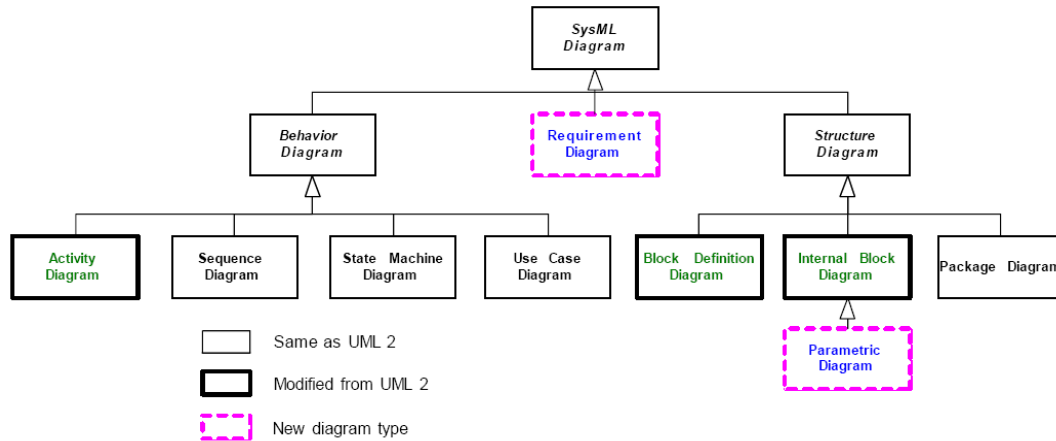 SysML
Diagram
Behavior
Diagram
Requirement
Diagram
Structure
Diagram
Activity
Diagram
Sequence
Diagram
State Machine
Diagram
Use Case
Diagram
Block Definition
Diagram
Internal Block
Diagram
Package Diagram
Parametric
Diagram
Same as UML 2
Modified from UML 2
New diagram type